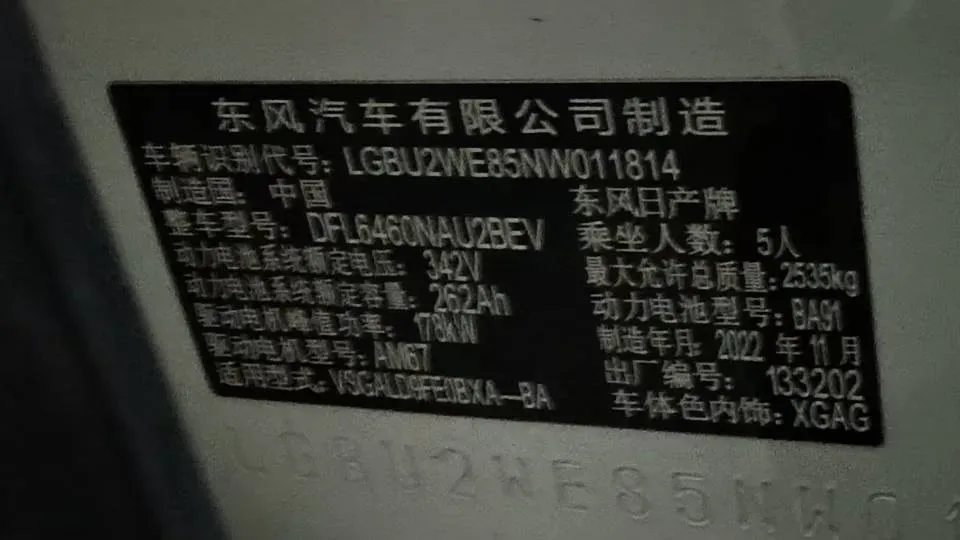 东风汽车有限公司制造
车辆识别代号: LGBU2WE85NW011814
制造国: 中国 东风日产牌
整车型号: DFL6460NAU2BEV 乘坐人数: 5人
动力电池系统额定电压: 342V 最大允许总质量: 2535kg
动力电池系统额定容量: 262Ah 动力电池型号: BA91
驱动电机峰值功率: 178kW 制造年月: 2022 年 11 月
驱动电机型号: AM67 出厂编号: 133202
适用型式: VSGALD9FE0BXA-BA 车体色内饰: XGAG
LGBU2WE85NW01